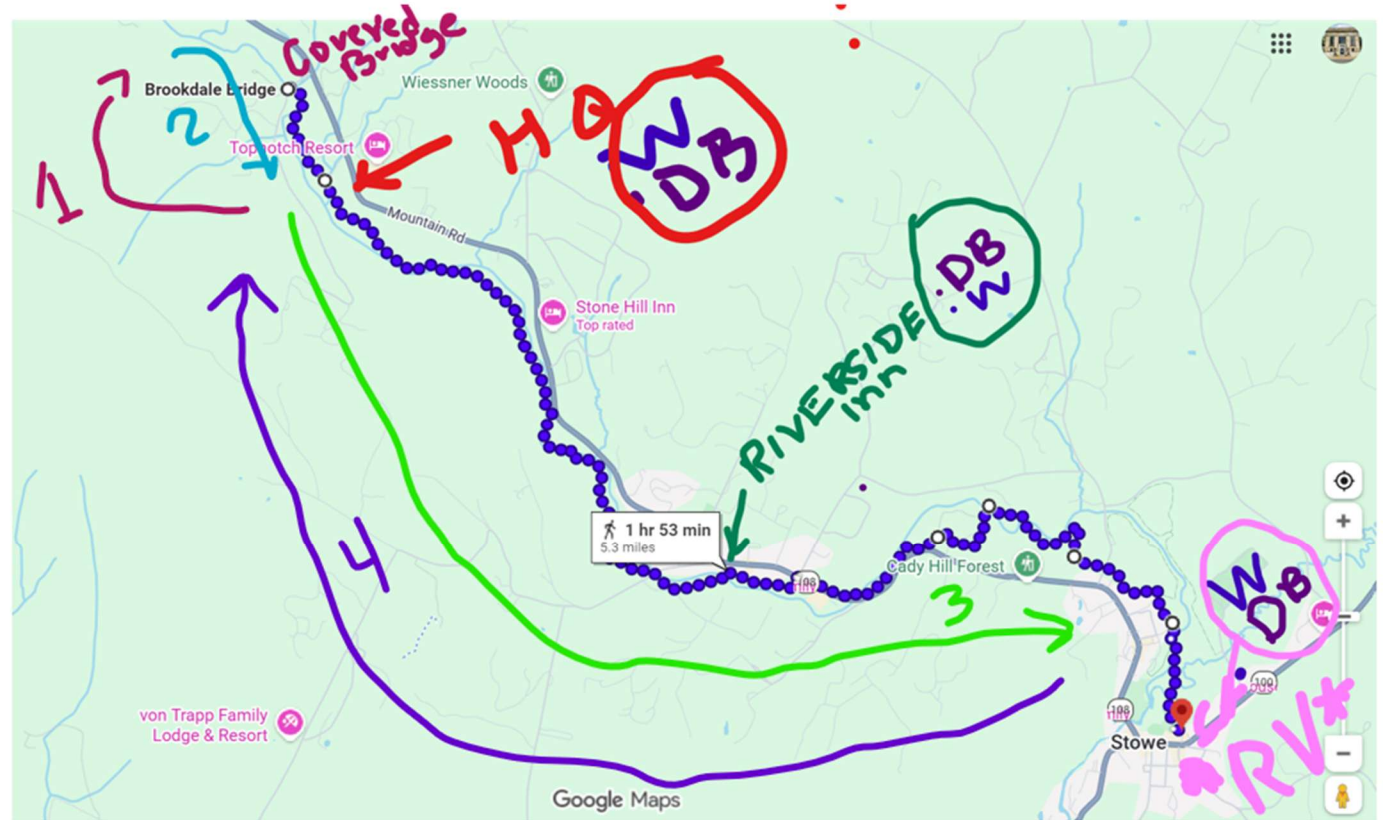 Covered
Bridge
Brookdale Bridge
Wiessner Woods
1
2
HQ
W
DB
Topnotch Resort
Mountain Rd
DB
W
Stone Hill Inn
Top rated
RIVERSIDE
Inn
1 hr 53 min
5.3 miles
108
Cady Hill Forest
3
4
W
DB
100
108
RV*
von Trapp Family
Lodge & Resort
Stowe
Google Maps
+
−